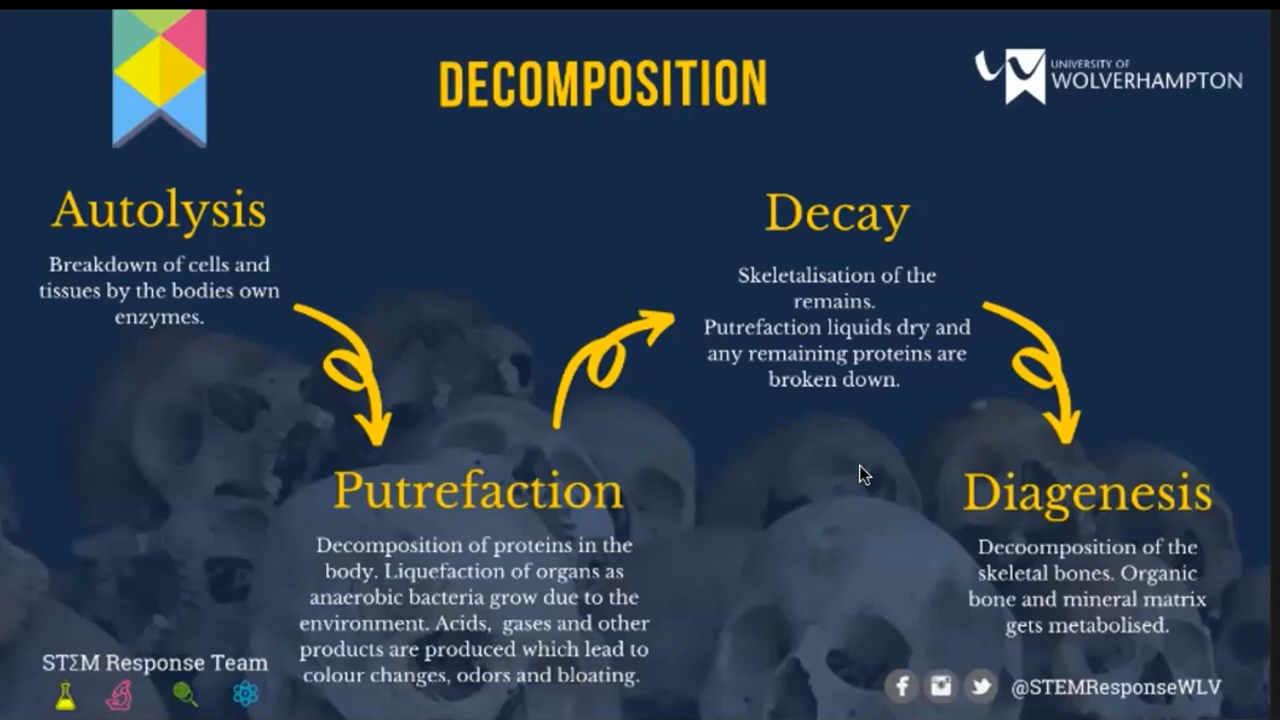 DECOMPOSITION
UNIVERSITY OF
WOLVERHAMPTON
Autolysis
Breakdown of cells and
tissues by the bodies own
enzymes.
Putrefaction
Decomposition of proteins in the
body. Liquefaction of organs as
anaerobic bacteria grow due to the
environment. Acids, gases and other
products are produced which lead to
colour changes, odors and bloating.
Decay
Skeletalisation of the
remains.
Putrefaction liquids dry and
any remaining proteins are
broken down.
Diagenesis
Decoomposition of the
skeletal bones. Organic
bone and mineral matrix
gets metabolised.
STΣM Response Team
@STEMResponseWLV